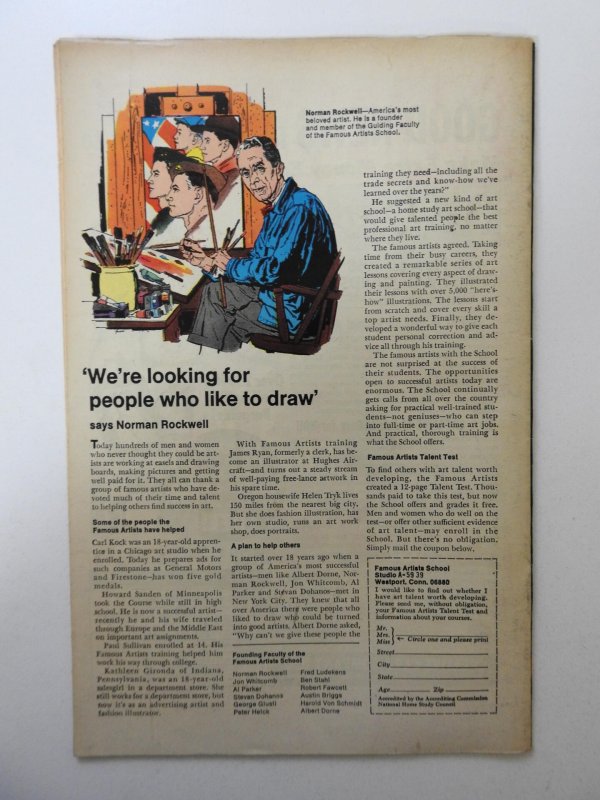 Norman Rockwell—America's most
beloved artist. He is a founder
and member of the Guiding Faculty
of the Famous Artists School.
'We're looking for
people who like to draw'
says Norman Rockwell
Today hundreds of men and women
who never thought they could be art-
ists are working at easels and drawing
boards, making pictures and getting
well paid for it. They all can thank a
group of famous artists who have de-
voted much of their time and talent
to helping others find success in art.
Some of the people the
Famous Artists have helped
Carl Kock was an 18-year-old appren-
tice in a Chicago art studio when he
enrolled. Today he prepares ads for
such companies as General Motors
and Firestone—has won five gold
medals.
Howard Sanden of Minneapolis
took the Course while still in high
school. He is now a successful artist—
recently he and his wife traveled
through Europe and the Middle East
on important art assignments.
Paul Sullivan enrolled at 14. His
Famous Artists training helped him
work his way through college.
Kathleen Gironda of Indiana,
Pennsylvania, was an 18-year-old
salesgirl in a department store. She
still works for a department store, but
now it's as an advertising artist and
fashion illustrator.
With Famous Artists training
James Ryan, formerly a clerk, has be-
come an illustrator at Hughes Air-
craft—and turns out a steady stream
of well-paying free-lance artwork in
his spare time.
Oregon housewife Helen Tryk lives
150 miles from the nearest big city.
But she does fashion illustration, has
her own studio, runs an art work
shop, does portraits.
A plan to help others
It started over 18 years ago when a
group of America's most successful
artists—men like Albert Dorne, Nor-
man Rockwell, Jon Whitcomb, Al
Parker and Stevan Dohanos—met in
New York City. They knew that all
over America there were people who
liked to draw who could be turned
into good artists. Albert Dorne asked,
"Why can't we give these people the
Founding Faculty of the
Famous Artists School
Norman Rockwell
Jon Whitcomb
Al Parker
Stevan Dohanos
George Giusti
Peter Helck
Fred Ludekens
Ben Stahl
Robert Fawcett
Austin Briggs
Harold Von Schmidt
Albert Dorne
training they need—including all the
trade secrets and know-how we've
learned over the years?"
He suggested a new kind of art
school—a home study art school—that
would give talented people the best
professional art training, no matter
where they live.
The famous artists agreed. Taking
time from their busy careers, they
created a remarkable series of art
lessons covering every aspect of draw-
ing and painting. They illustrated
their lessons with over 5,000 "here's-
how" illustrations. The lessons start
from scratch and cover every skill a
top artist needs. Finally, they de-
veloped a wonderful way to give each
student personal correction and ad-
vice all through his training.
The famous artists with the School
are not surprised at the success of
their students. The opportunities
open to successful artists today are
enormous. The School continually
gets calls from all over the country
asking for practical well-trained stu-
dents—not geniuses—who can step
into full-time or part-time art jobs.
And practical, thorough training is
what the School offers.
Famous Artists Talent Test
To find others with art talent worth
developing, the Famous Artists
created a 12-page Talent Test. Thou-
sands paid to take this test, but now
the School offers and grades it free.
Men and women who do well on the
test—or offer other sufficient evidence
of art talent—may enroll in the
School. But there's no obligation.
Simply mail the coupon below.
Famous Artists School
Studio A-5939
Westport, Conn. 06880
I would like to find out whether I
have art talent worth developing.
Please send me, without obligation,
your Famous Artists Talent Test and
information about your courses.
Mr.
Mrs. ← Circle one and please print
Miss
Street
City
State
Age Zip
Accredited by the Accrediting Commission
National Home Study Council